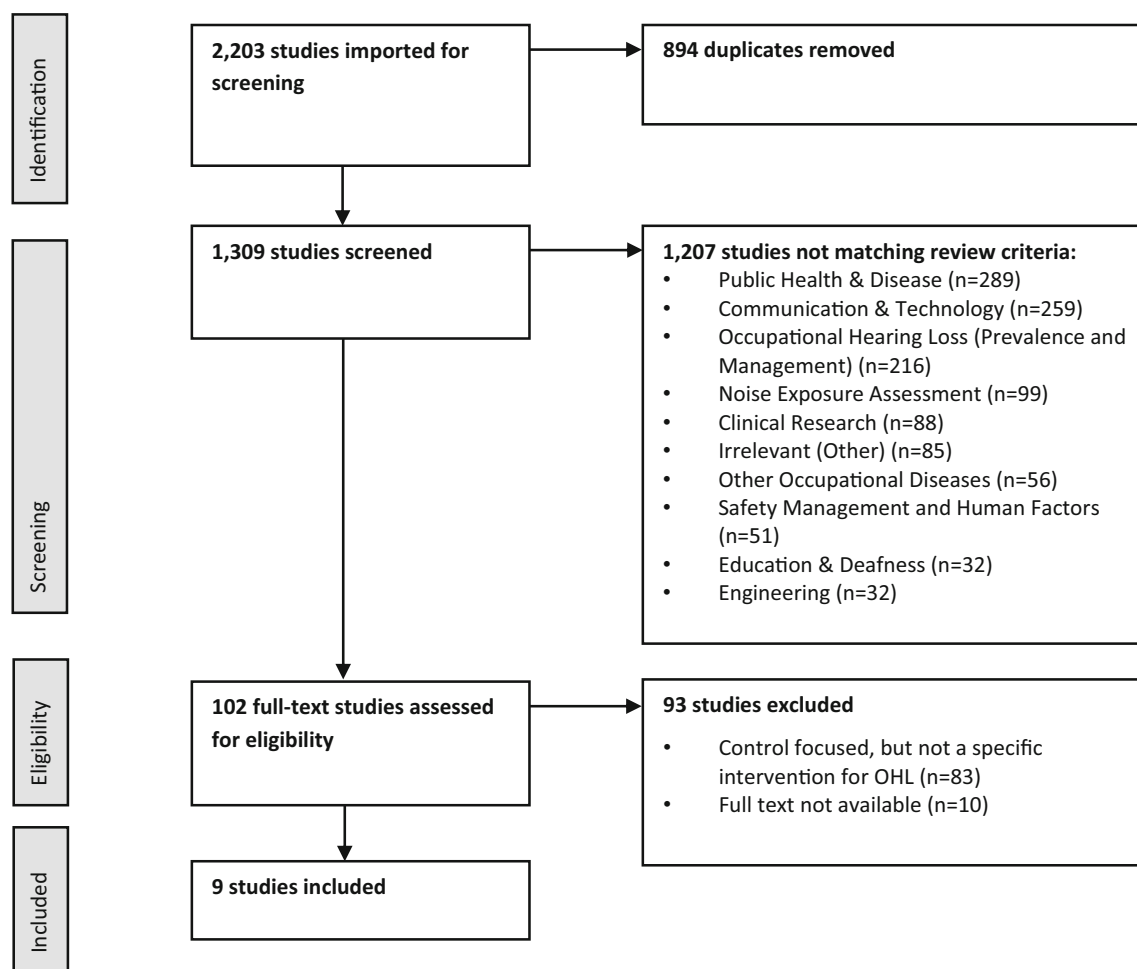 Identification
2,203 studies imported for
screening
894 duplicates removed
Screening
1,309 studies screened
1,207 studies not matching review criteria:
• Public Health & Disease (n=289)
• Communication & Technology (n=259)
• Occupational Hearing Loss (Prevalence and
Management) (n=216)
• Noise Exposure Assessment (n=99)
• Clinical Research (n=88)
• Irrelevant (Other) (n=85)
• Other Occupational Diseases (n=56)
• Safety Management and Human Factors
(n=51)
• Education & Deafness (n=32)
• Engineering (n=32)
Eligibility
102 full-text studies assessed
for eligibility
93 studies excluded
• Control focused, but not a specific
intervention for OHL (n=83)
• Full text not available (n=10)
Included
9 studies included